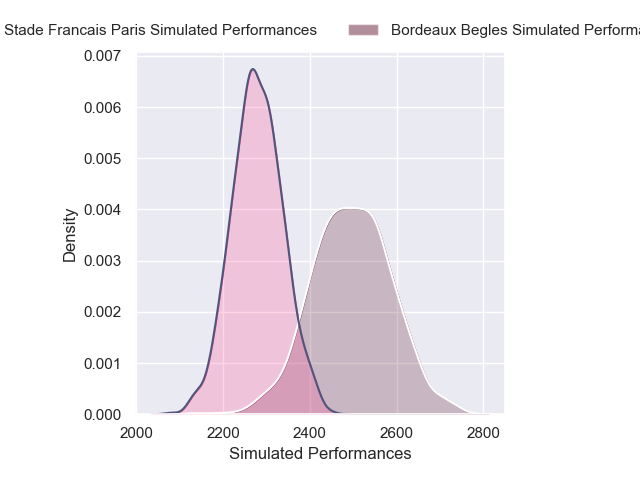 Stade Francais Paris Simulated Performances
Bordeaux Begles Simulated
0.007
0.006
0.005
0.004
0.003
0.002
0.001
0.000
Density
2000 2200 2400 2600 2800
Simulated Performances